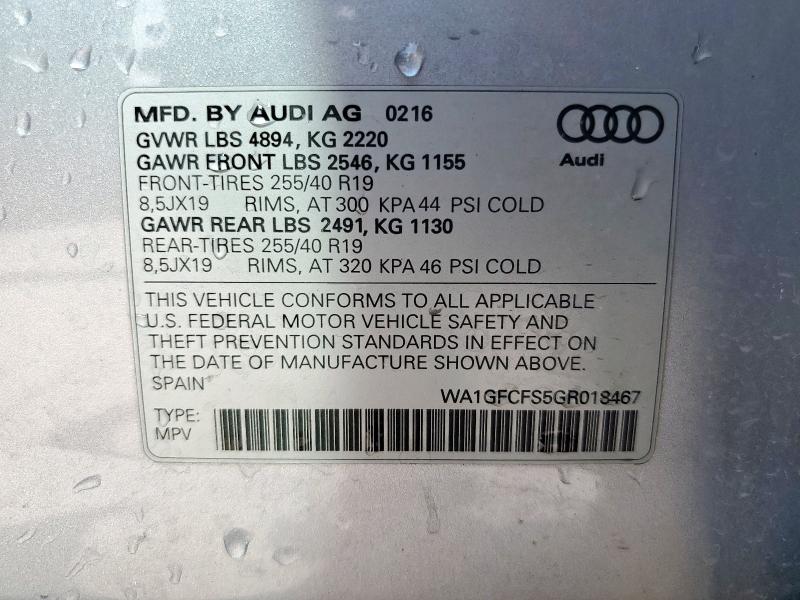 MFD. BY AUDI AG 0216
GVWR LBS 4894, KG 2220
GAWR FRONT LBS 2546, KG 1155
FRONT-TIRES 255/40 R19
8,5JX19 RIMS, AT 300 KPA 44 PSI COLD
GAWR REAR LBS 2491, KG 1130
REAR-TIRES 255/40 R19
8,5JX19 RIMS, AT 320 KPA 46 PSI COLD
Audi
THIS VEHICLE CONFORMS TO ALL APPLICABLE
U.S. FEDERAL MOTOR VEHICLE SAFETY AND
THEFT PREVENTION STANDARDS IN EFFECT ON
THE DATE OF MANUFACTURE SHOWN ABOVE.
SPAIN
WA1GFCFS5GR018467
TYPE:
MPV